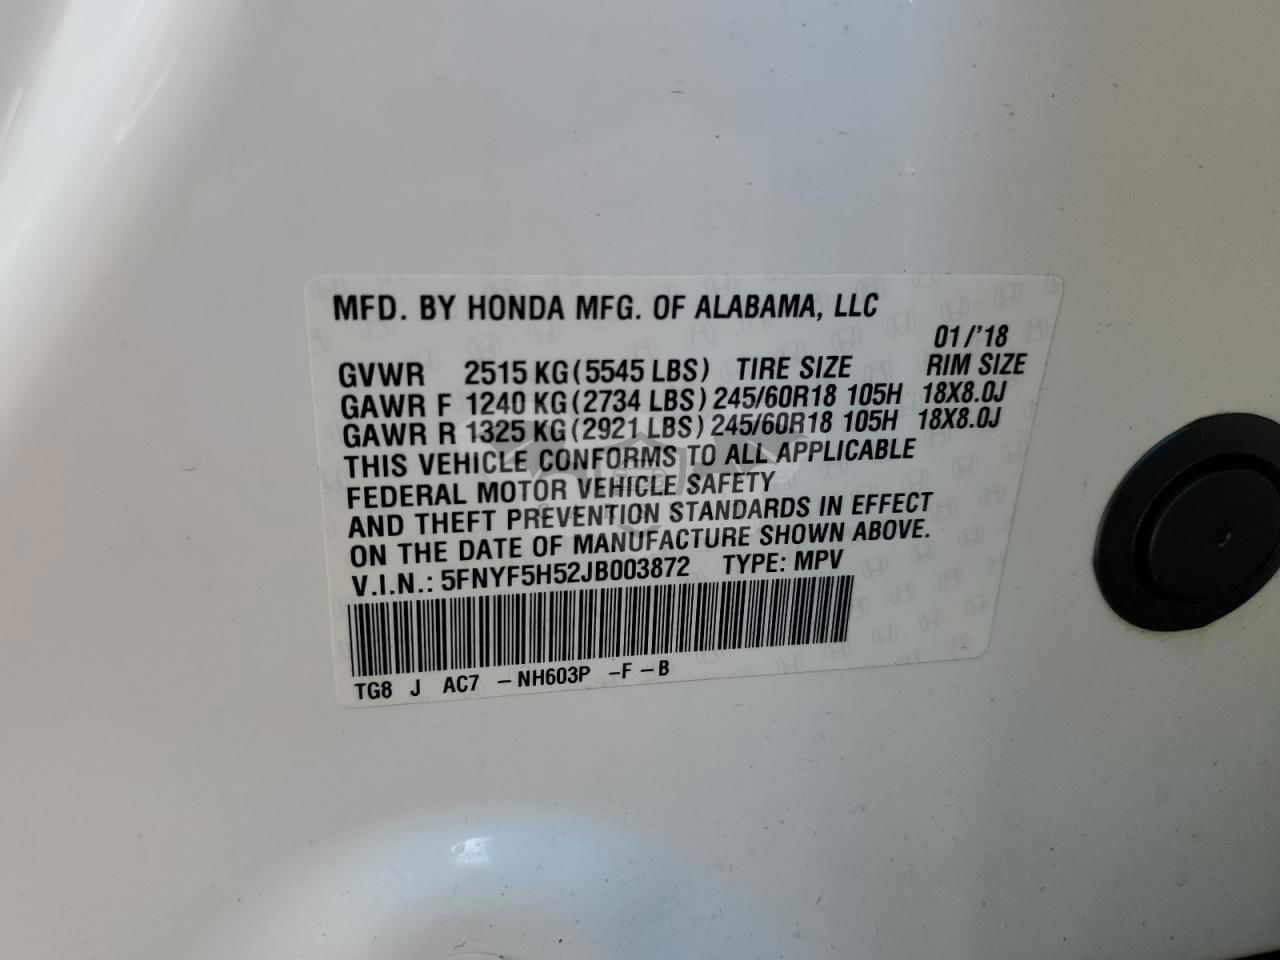 MFD. BY HONDA MFG. OF ALABAMA, LLC
01/'18
GVWR 2515 KG(5545 LBS) TIRE SIZE RIM SIZE
GAWR F 1240 KG(2734 LBS) 245/60R18 105H 18X8.0J
GAWR R 1325 KG(2921 LBS) 245/60R18 105H 18X8.0J
THIS VEHICLE CONFORMS TO ALL APPLICABLE
FEDERAL MOTOR VEHICLE SAFETY
AND THEFT PREVENTION STANDARDS IN EFFECT
ON THE DATE OF MANUFACTURE SHOWN ABOVE.
V.I.N.: 5FNYF5H52JB003872 TYPE: MPV
TG8 J AC7 -NH603P -F-B